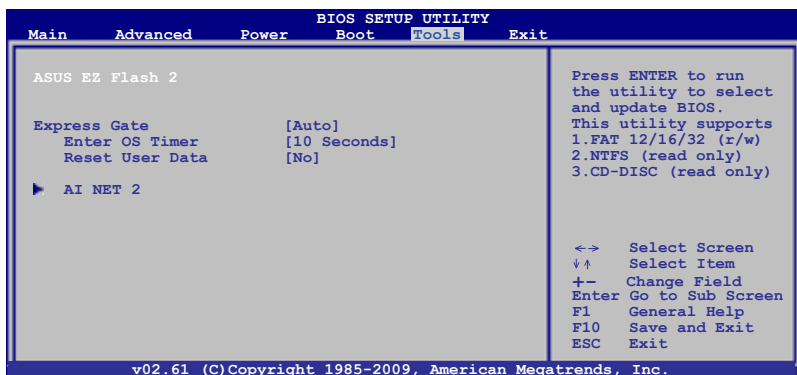 BIOS SETUP UTILITY
Main Advanced Power Boot Tools Exit
ASUS EZ Flash 2
Express Gate [Auto]
Enter OS Timer [10 Seconds]
Reset User Data [No]
AI NET 2
Press ENTER to run
the utility to select
and update BIOS.
This utility supports
1.FAT 12/16/32 (r/w)
2.NTFS (read only)
3.CD-DISC (read only)
←→ Select Screen
↓↑ Select Item
+- Change Field
Enter Go to Sub Screen
F1 General Help
F10 Save and Exit
ESC Exit
v02.61 (C)Copyright 1985-2009, American Megatrends, Inc.